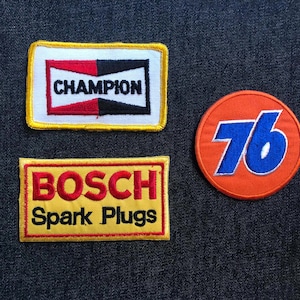 CHAMPION
76
BOSCH
Spark Plugs